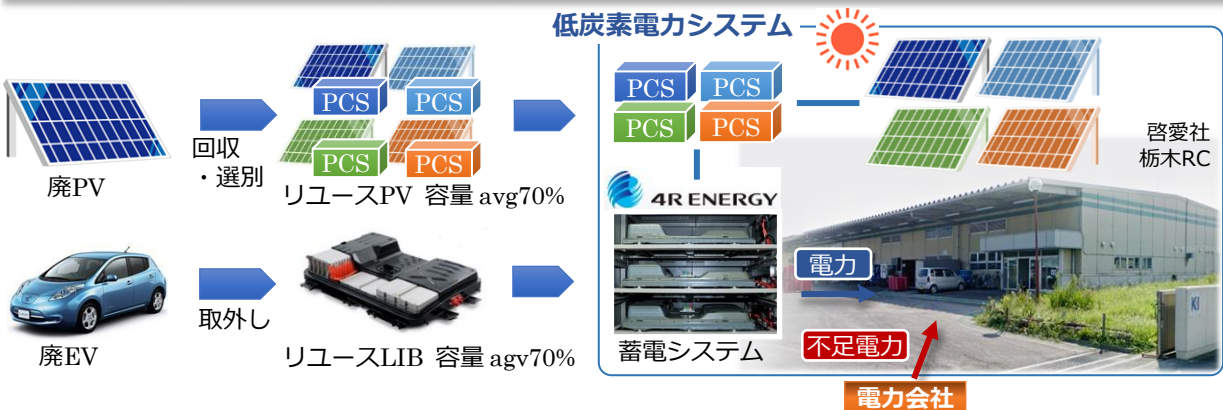 低炭素電力システム
PCS
PCS
PCS
PCS
PCS
PCS
PCS
PCS
回収
・選別
廃PV
リユースPV 容量 avg70%
啓愛社
栃木RC
4R ENERGY
電力
取外し
廃EV
リユースLIB 容量 agv70%
蓄電システム
不足電力
電力会社
KI